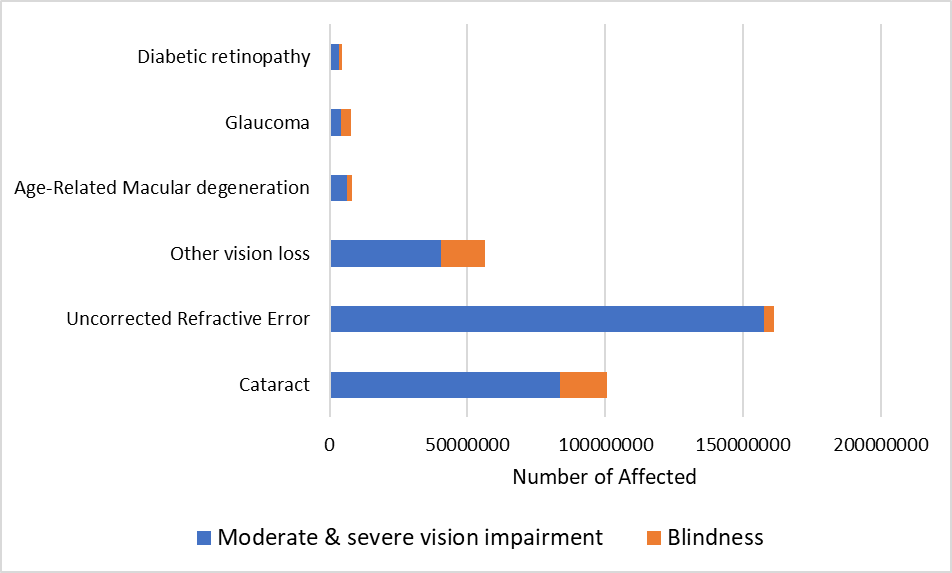 Diabetic retinopathy
Glaucoma
Age-Related Macular degeneration
Other vision loss
Uncorrected Refractive Error
Cataract
0 50000000 100000000 150000000 200000000
Number of Affected
Moderate & severe vision impairment Blindness